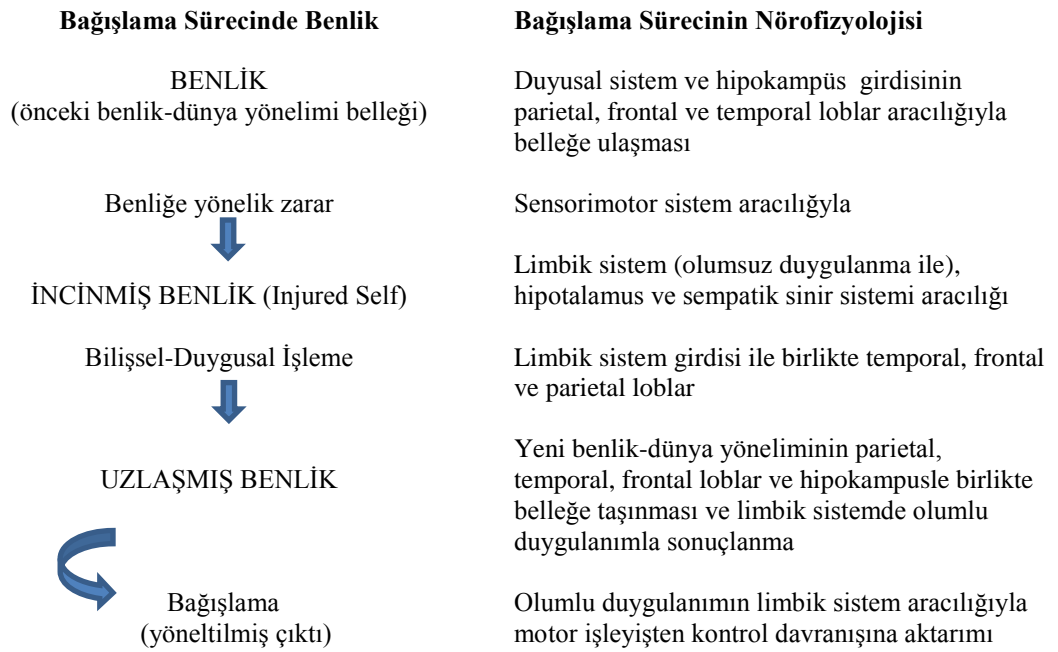 Bağışlama Sürecinde Benlik
Bağışlama Sürecinin Nörofizyolojisi
BENLİK
(önceki benlik-dünya yönelimi belleği)
Duyusal sistem ve hipokampüs girdisinin
parietal, frontal ve temporal loblar aracılığıyla
belleğe ulaşması
Benliğe yönelik zarar
Sensorimotor sistem aracılığyla
İNCİNMİŞ BENLİK (Injured Self)
Limbik sistem (olumsuz duygulanma ile),
hipotalamus ve sempatik sinir sistemi aracılığı
Bilişsel-Duygusal İşleme
Limbik sistem girdisi ile birlikte temporal, frontal
ve parietal loblar
UZLAŞMIŞ BENLİK
Yeni benlik-dünya yöneliminin parietal,
temporal, frontal loblar ve hipokampusle birlikte
belleğe taşınması ve limbik sistemde olumlu
duygulanımla sonuçlanma
Bağışlama
(yöneltilmiş çıktı)
Olumlu duygulanımın limbik sistem aracılığıyla
motor işleyişten kontrol davranışına aktarımı